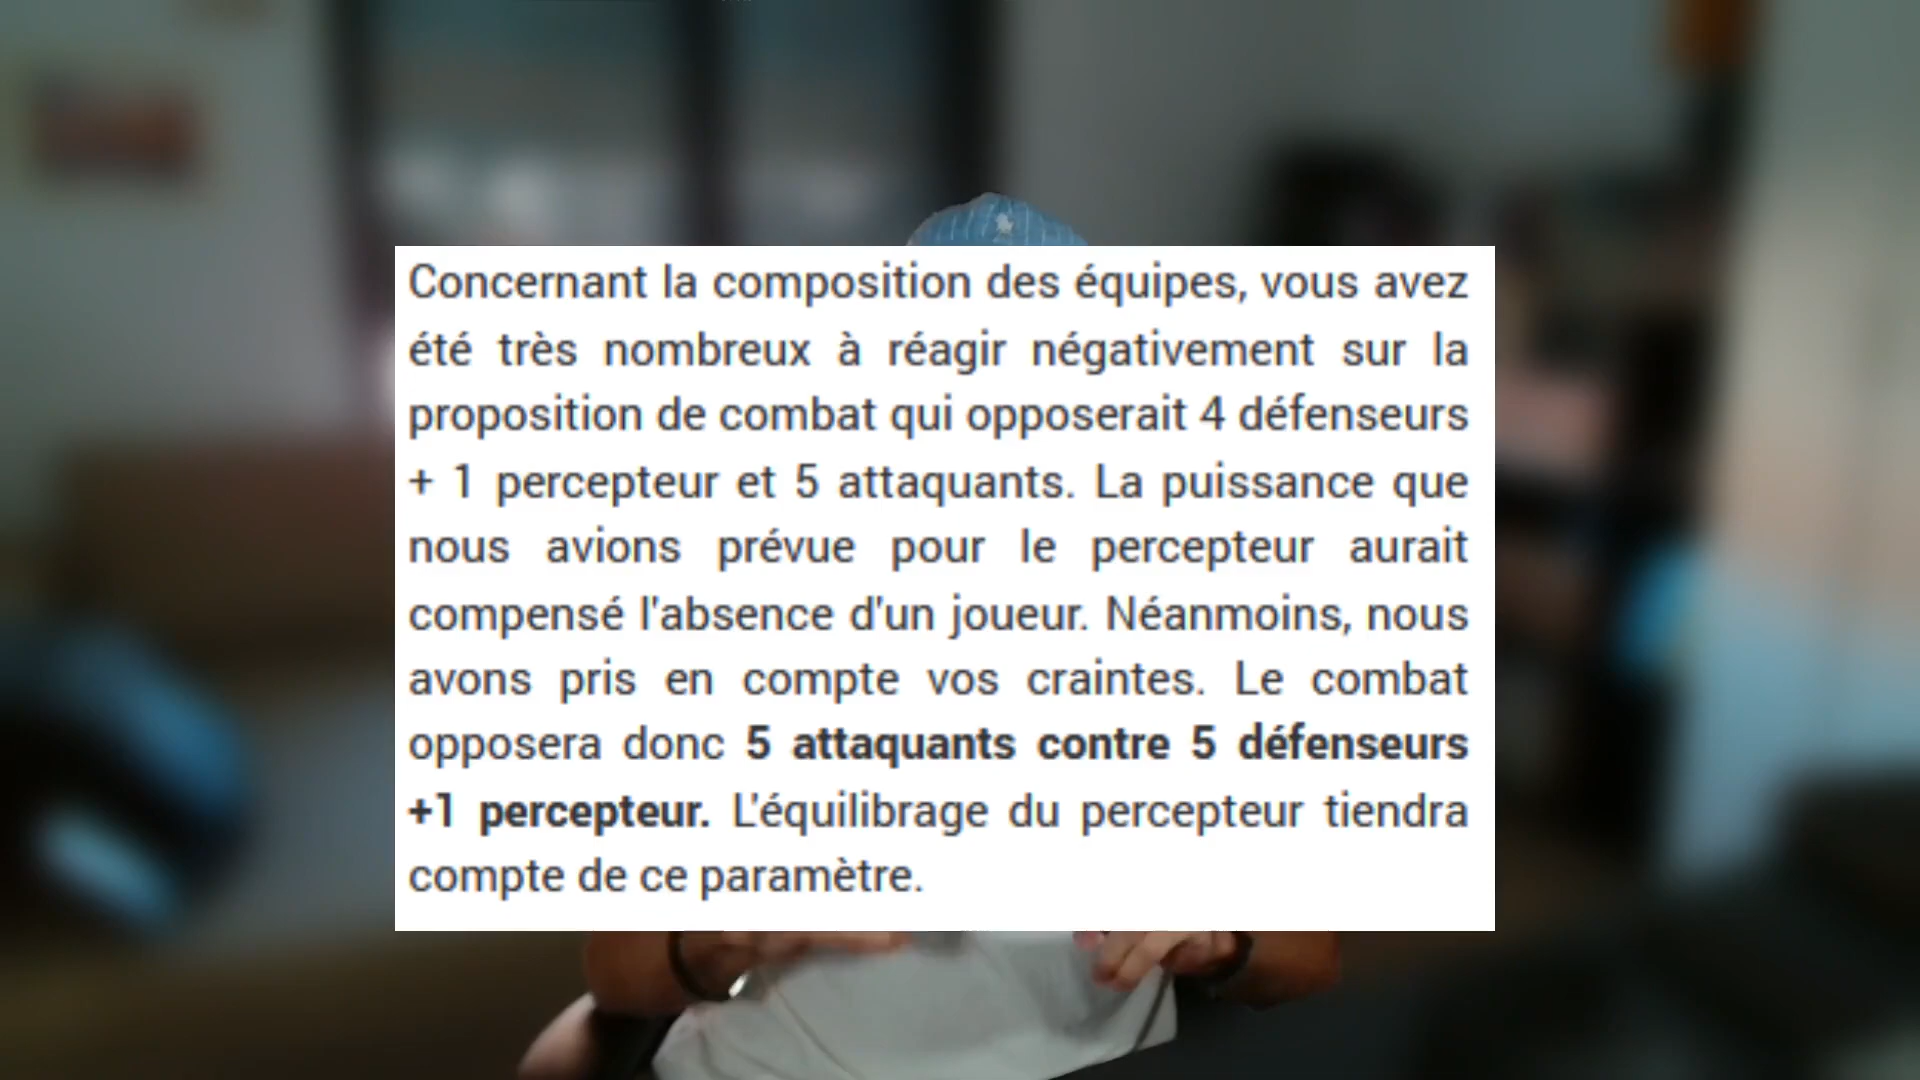 Concernant la composition des équipes, vous avez
été très nombreux à réagir négativement sur la
proposition de combat qui opposerait 4 défenseurs
+ 1 percepteur et 5 attaquants. La puissance que
nous avions prévue pour le percepteur aurait
compensé l'absence d'un joueur. Néanmoins, nous
avons pris en compte vos craintes. Le combat
opposera donc 5 attaquants contre 5 défenseurs
+1 percepteur. L'équilibrage du percepteur tiendra
compte de ce paramètre.